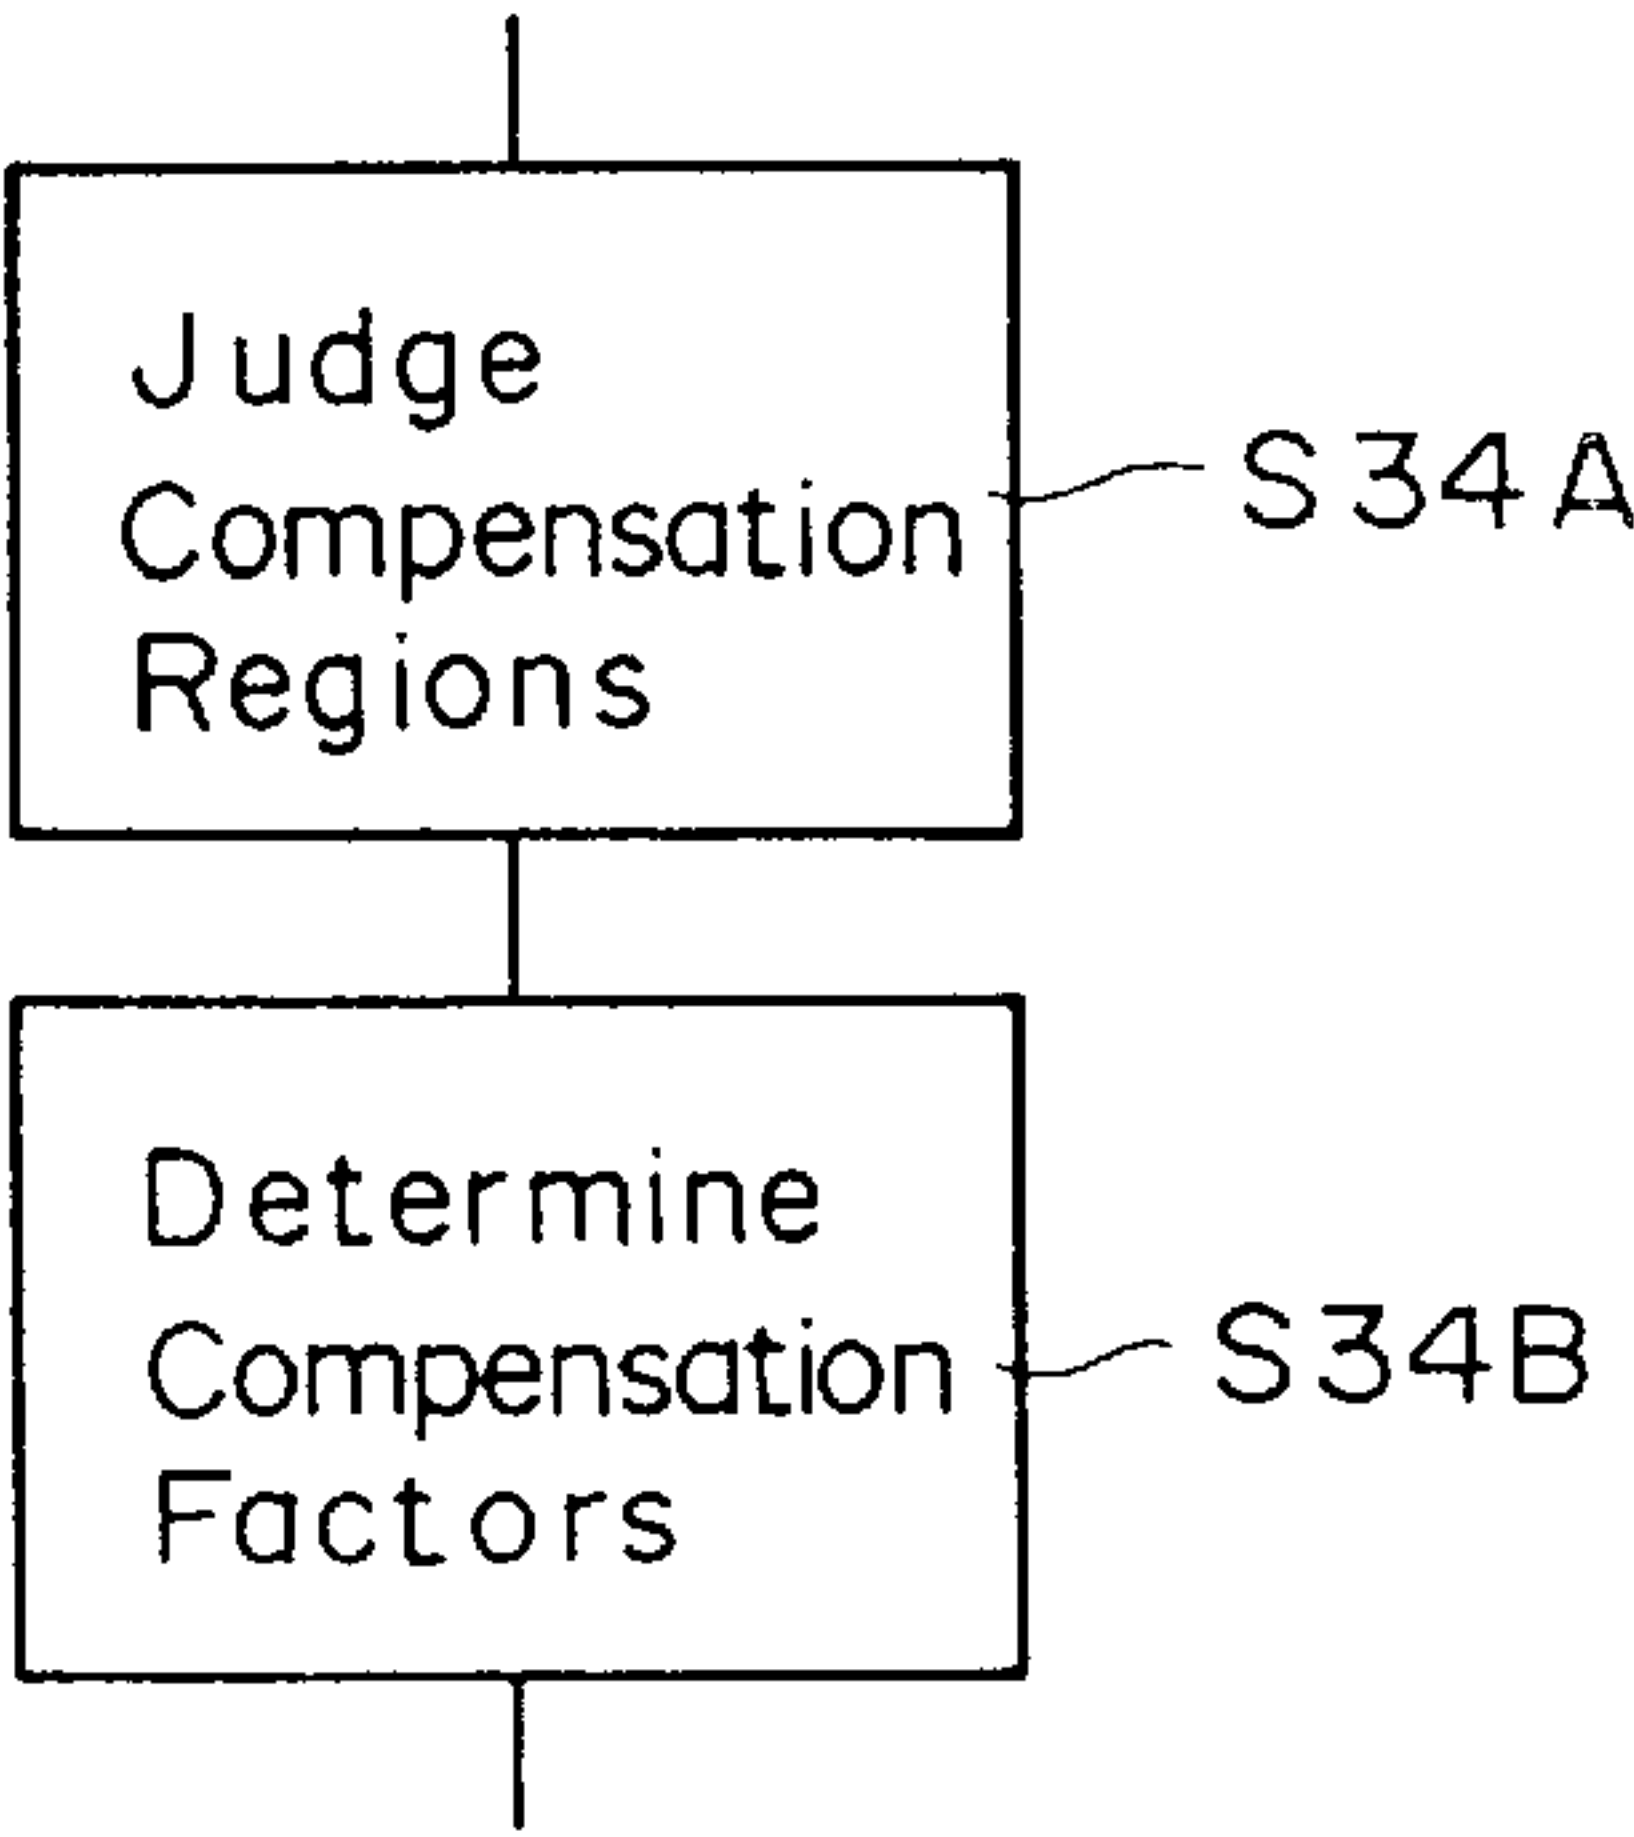 Judge
Compensation
Regions
S34A
Determine
Compensation
Factors
S34B